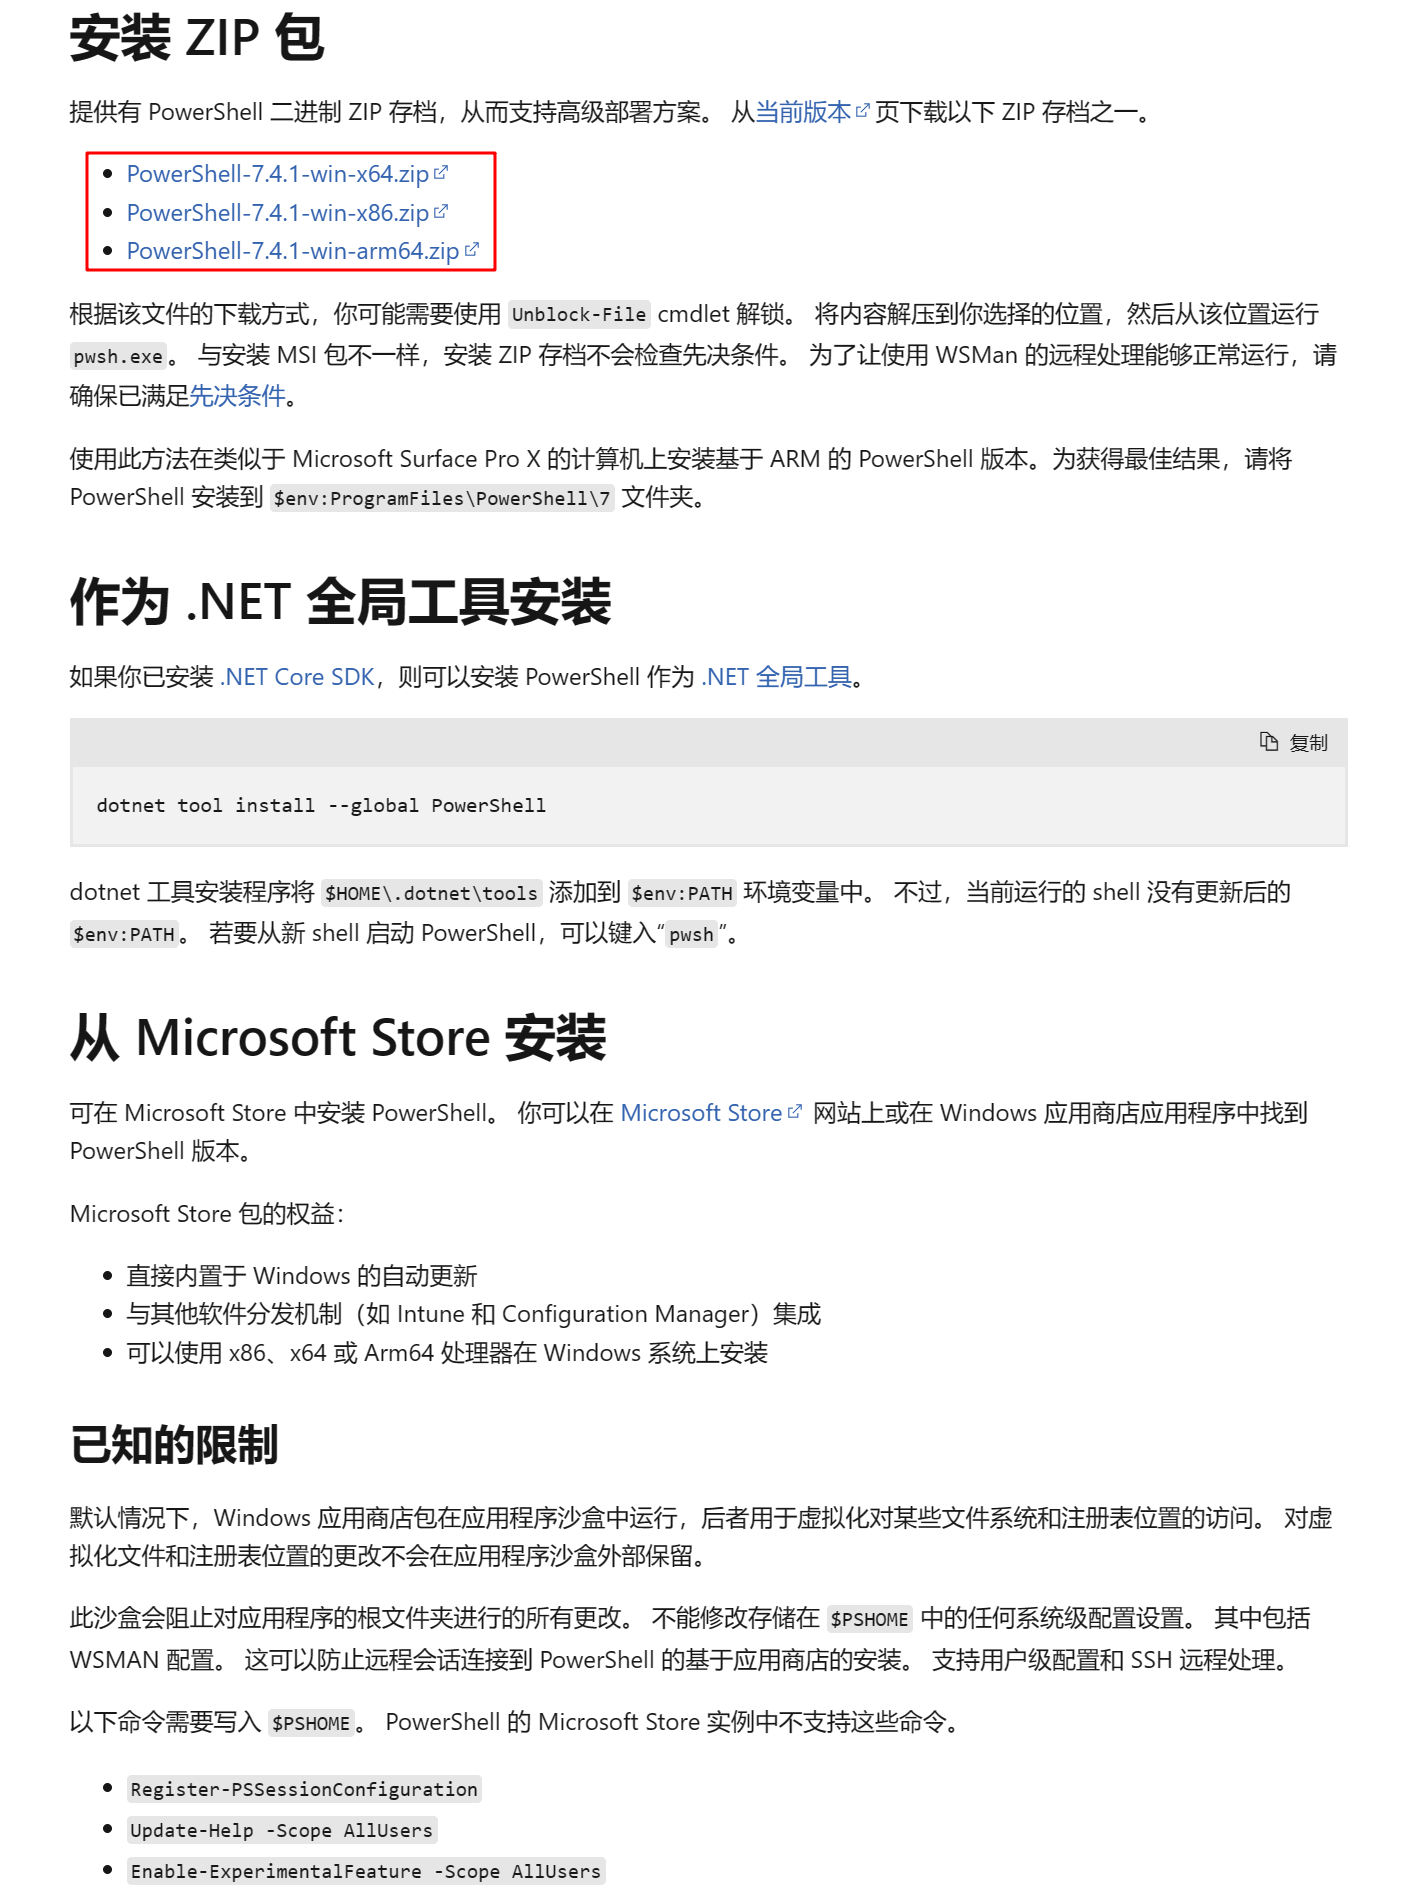 安装 ZIP 包
提供有 PowerShell 二进制 ZIP 存档，从而支持高级部署方案。 从当前版本页下载以下 ZIP 存档之一。
• PowerShell-7.4.1-win-x64.zip
• PowerShell-7.4.1-win-x86.zip
• PowerShell-7.4.1-win-arm64.zip
根据该文件的下载方式，你可能需要使用 Unblock-File cmdlet 解锁。 将内容解压到你选择的位置，然后从该位置运行
pwsh.exe。 与安装 MSI 包不一样，安装 ZIP 存档不会检查先决条件。 为了让使用 WSMan 的远程处理能够正常运行，请
确保已满足先决条件。
使用此方法在类似于 Microsoft Surface Pro X 的计算机上安装基于 ARM 的 PowerShell 版本。为获得最佳结果，请将
PowerShell 安装到 $env:ProgramFiles\PowerShell\7 文件夹。
作为 .NET 全局工具安装
如果你已安装 .NET Core SDK，则可以安装 PowerShell 作为 .NET 全局工具。
复制
dotnet tool install --global PowerShell
dotnet 工具安装程序将 $HOME\.dotnet\tools 添加到 $env:PATH 环境变量中。 不过，当前运行的 shell 没有更新后的
$env:PATH。 若要从新 shell 启动 PowerShell，可以键入“pwsh”。
从 Microsoft Store 安装
可在 Microsoft Store 中安装 PowerShell。 你可以在 Microsoft Store 网站上或在 Windows 应用商店应用程序中找到
PowerShell 版本。
Microsoft Store 包的权益：
• 直接内置于 Windows 的自动更新
• 与其他软件分发机制（如 Intune 和 Configuration Manager）集成
• 可以使用 x86、x64 或 Arm64 处理器在 Windows 系统上安装
已知的限制
默认情况下，Windows 应用商店包在应用程序沙盒中运行，后者用于虚拟化对某些文件系统和注册表位置的访问。 对虚
拟化文件和注册表位置的更改不会在应用程序沙盒外部保留。
此沙盒会阻止对应用程序的根文件夹进行的所有更改。 不能修改存储在 $PSHOME 中的任何系统级配置设置。 其中包括
WSMAN 配置。 这可以防止远程会话连接到 PowerShell 的基于应用商店的安装。 支持用户级配置和 SSH 远程处理。
以下命令需要写入 $PSHOME。 PowerShell 的 Microsoft Store 实例中不支持这些命令。
• Register-PSSessionConfiguration
• Update-Help -Scope AllUsers
• Enable-ExperimentalFeature -Scope AllUsers